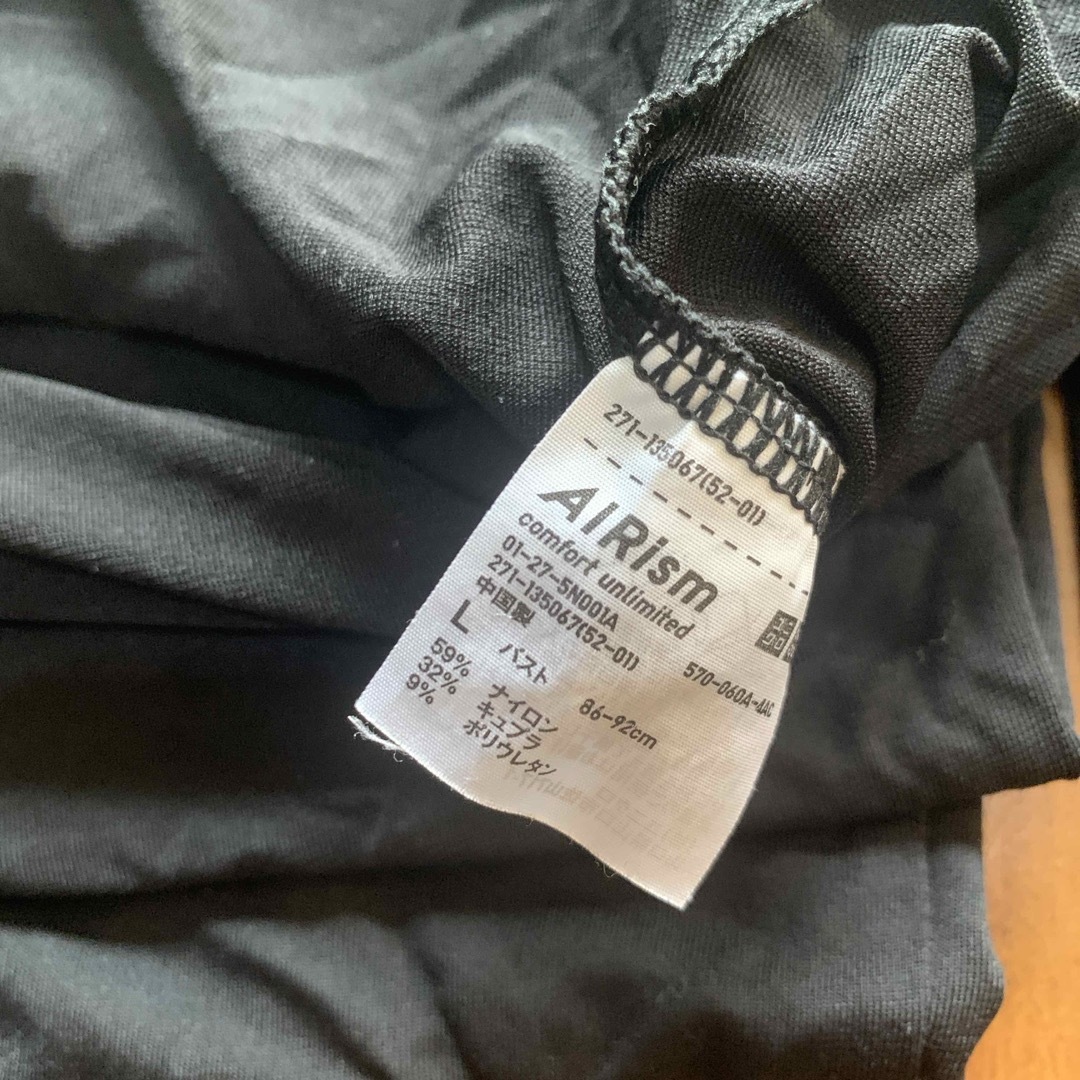 271-135067(52-01)
AIRism
comfort unlimited
01-27-5N001A
271-135067(52-01)
570-060A-4AC
中国製
L バスト 86-92cm
59% ナイロン
32% キュプラ
9% ポリウレタン